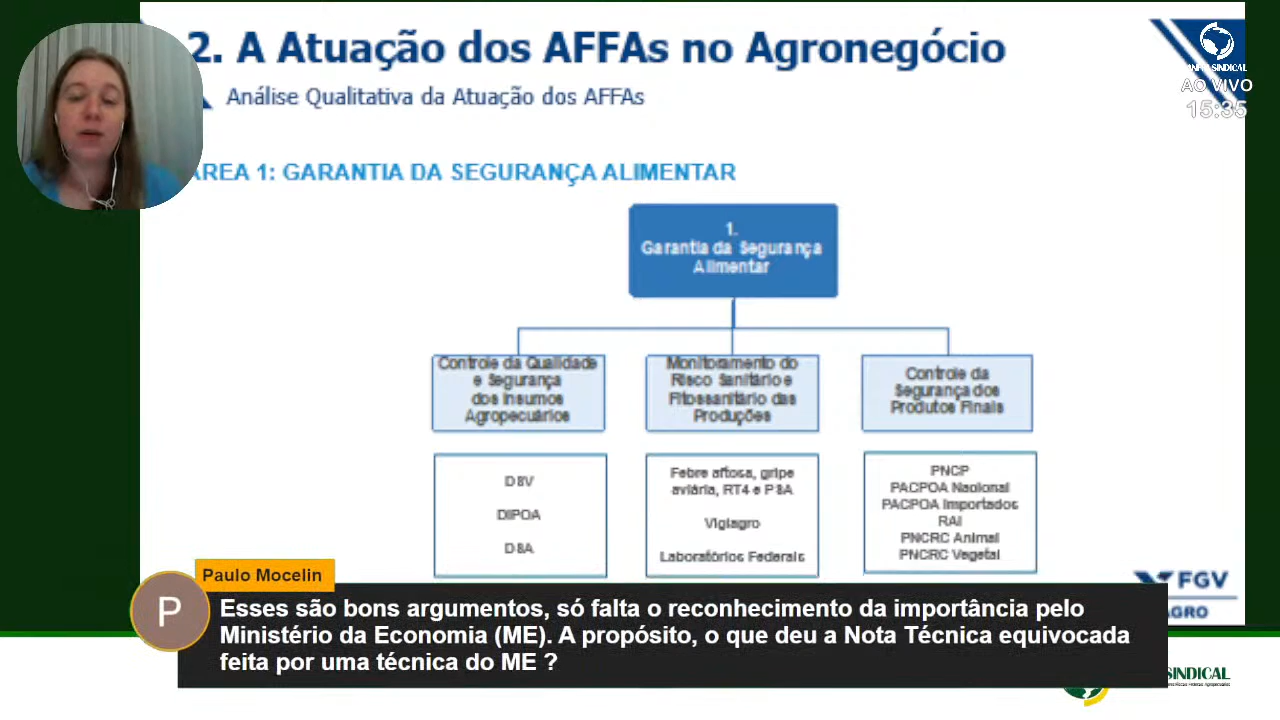 2. A Atuação dos AFFAs no Agronegócio
Análise Qualitativa da Atuação dos AFFAs
ANFFA SINDICAL
AO VIVO
15:35
ÁREA 1: GARANTIA DA SEGURANÇA ALIMENTAR
1.
Garantia da Segurança
Alimentar
Controle da Qualidade
e Segurança
dos Insumos
Agropecuários
Monitoramento do
Risco Sanitário e
Fitossanitário das
Produções
Controle da
Segurança dos
Produtos Finais
DSV
DIPOA
DSA
Febre aftosa, gripe
aviária, RT4 e PSA
Vigiagro
Laboratórios Federais
PNCP
PACPOA Nacional
PACPOA Importados
RAI
PNCRC Animal
PNCRC Vegetal
FGV
AGRO
Paulo Mocelin
P
Esses são bons argumentos, só falta o reconhecimento da importância pelo
Ministério da Economia (ME). A propósito, o que deu a Nota Técnica equivocada
feita por uma técnica do ME ?
SINDICAL